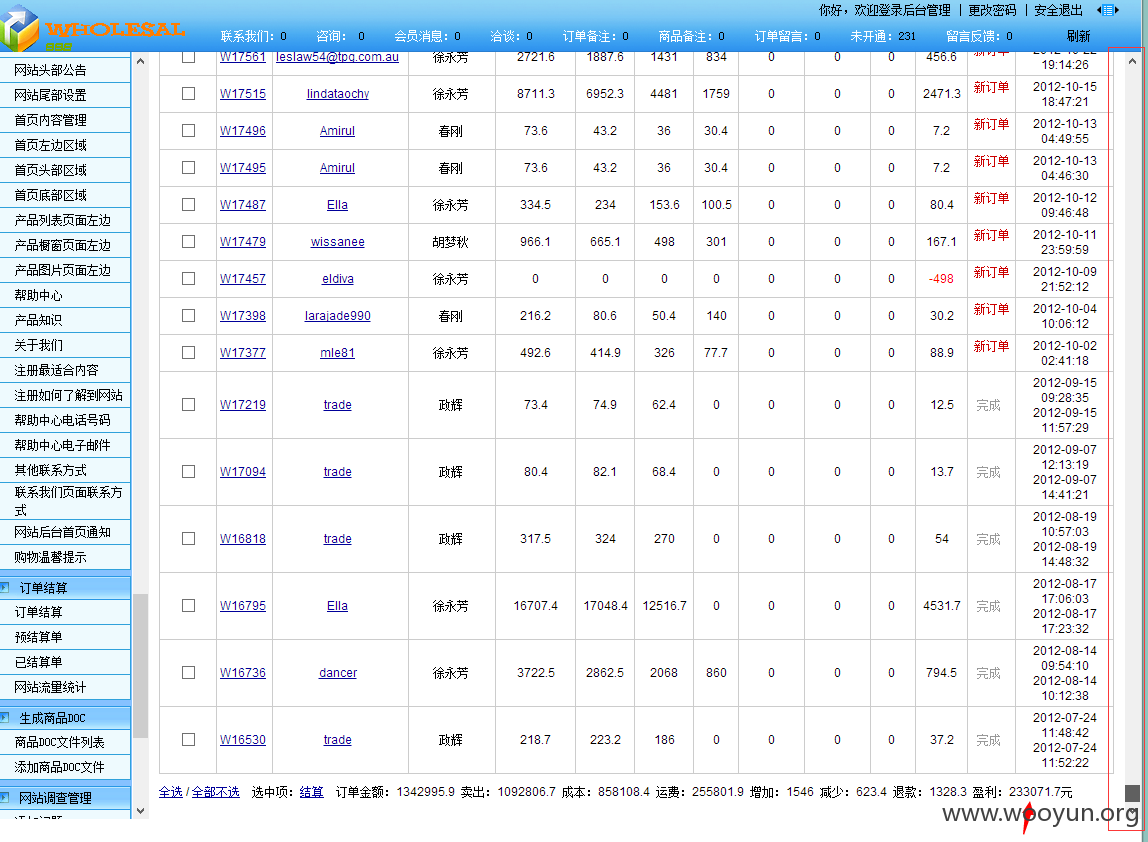 你好，欢迎登录后台管理 | 更改密码 | 安全退出
WHOLESAL
B2B
联系我们：0 咨询：0 会员消息：0 洽谈：0 订单备注：0 商品备注：0 订单留言：0 未开通：231 留言反馈：0 刷新
网站头部公告
网站尾部设置
首页内容管理
首页左边区域
首页头部区域
首页底部区域
产品列表页面左边
产品橱窗页面左边
产品图片页面左边
帮助中心
产品知识
关于我们
注册最适合内容
注册如何了解到网站
帮助中心电话号码
帮助中心电子邮件
其他联系方式
联系我们页面联系方
式
网站后台首页通知
购物温馨提示
订单结算
订单结算
预结算单
已结算单
网站流量统计
生成商品DOC
商品DOC文件列表
添加商品DOC文件
网站调查管理
W17561 leslaw54@tpg.com.au 徐永芳 2721.6 1887.6 1431 834 0 0 0 456.6 新订单 2012-10-22
19:14:26
W17515 lindataochy 徐永芳 8711.3 6952.3 4481 1759 0 0 0 2471.3 新订单 2012-10-15
18:47:21
W17496 Amirul 春刚 73.6 43.2 36 30.4 0 0 0 7.2 新订单 2012-10-13
04:49:55
W17495 Amirul 春刚 73.6 43.2 36 30.4 0 0 0 7.2 新订单 2012-10-13
04:46:30
W17487 Ella 徐永芳 334.5 234 153.6 100.5 0 0 0 80.4 新订单 2012-10-12
09:46:48
W17479 wissanee 胡梦秋 966.1 665.1 498 301 0 0 0 167.1 新订单 2012-10-11
23:59:59
W17457 eldiva 徐永芳 0 0 0 0 0 0 0 -498 新订单 2012-10-09
21:52:12
W17398 larajade990 春刚 216.2 80.6 50.4 140 0 0 0 30.2 新订单 2012-10-04
10:06:12
W17377 mle81 徐永芳 492.6 414.9 326 77.7 0 0 0 88.9 新订单 2012-10-02
02:41:18
W17219 trade 政辉 73.4 74.9 62.4 0 0 0 0 12.5 完成 2012-09-15
09:28:35
2012-09-15
11:57:29
W17094 trade 政辉 80.4 82.1 68.4 0 0 0 0 13.7 完成 2012-09-07
12:13:19
2012-09-07
14:41:21
W16818 trade 政辉 317.5 324 270 0 0 0 0 54 完成 2012-08-19
10:57:03
2012-08-19
14:48:32
W16795 Ella 徐永芳 16707.4 17048.4 12516.7 0 0 0 0 4531.7 完成 2012-08-17
17:06:03
2012-08-17
17:23:32
W16736 dancer 徐永芳 3722.5 2862.5 2068 860 0 0 0 794.5 完成 2012-08-14
09:54:10
2012-08-14
10:12:38
W16530 trade 政辉 218.7 223.2 186 0 0 0 0 37.2 完成 2012-07-24
11:48:42
2012-07-24
11:52:22
全选 / 全部不选 选中项：结算 订单金额：1342995.9 卖出：1092806.7 成本：858108.4 运费：255801.9 增加：1546 减少：623.4 退款：1328.3 盈利：233071.7元
www.wooyun.org